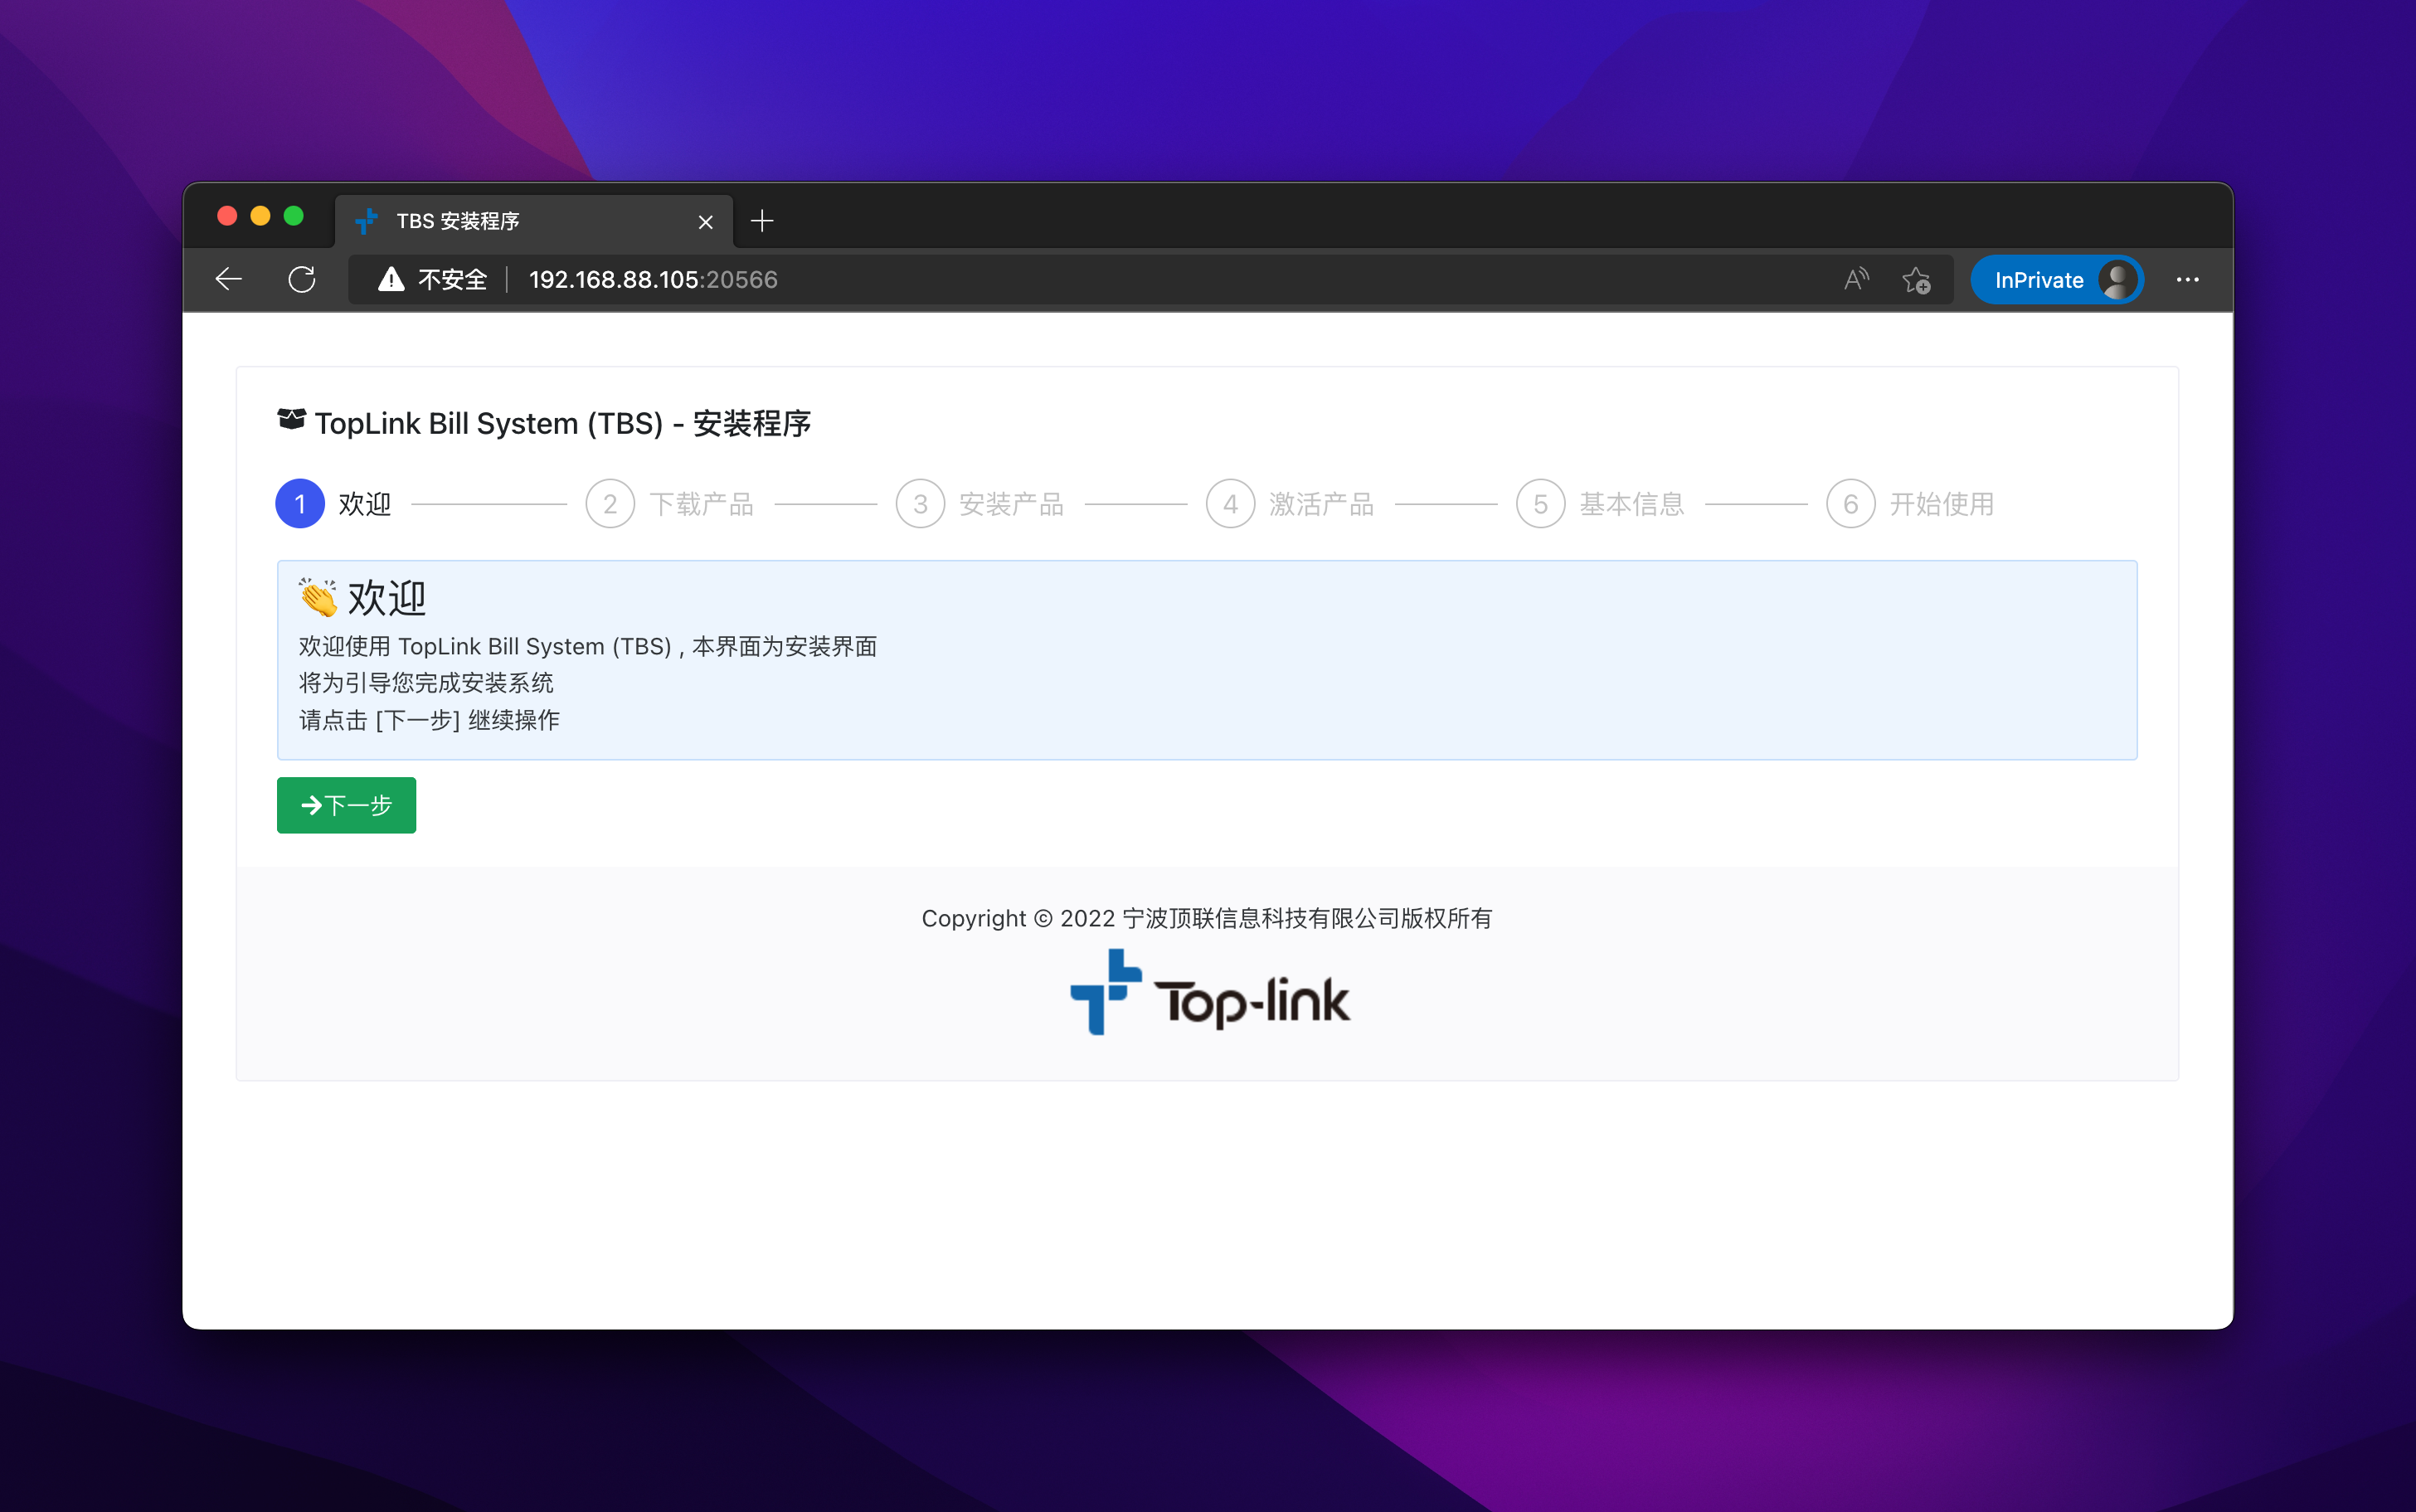 TBS 安装程序
不安全 192.168.88.105:20566
InPrivate
TopLink Bill System (TBS) - 安装程序
1 欢迎 2 下载产品 3 安装产品 4 激活产品 5 基本信息 6 开始使用
👏 欢迎
欢迎使用 TopLink Bill System (TBS) , 本界面为安装界面
将为引导您完成安装系统
请点击 [下一步] 继续操作
下一步
Copyright © 2022 宁波顶联信息科技有限公司版权所有
Top-link